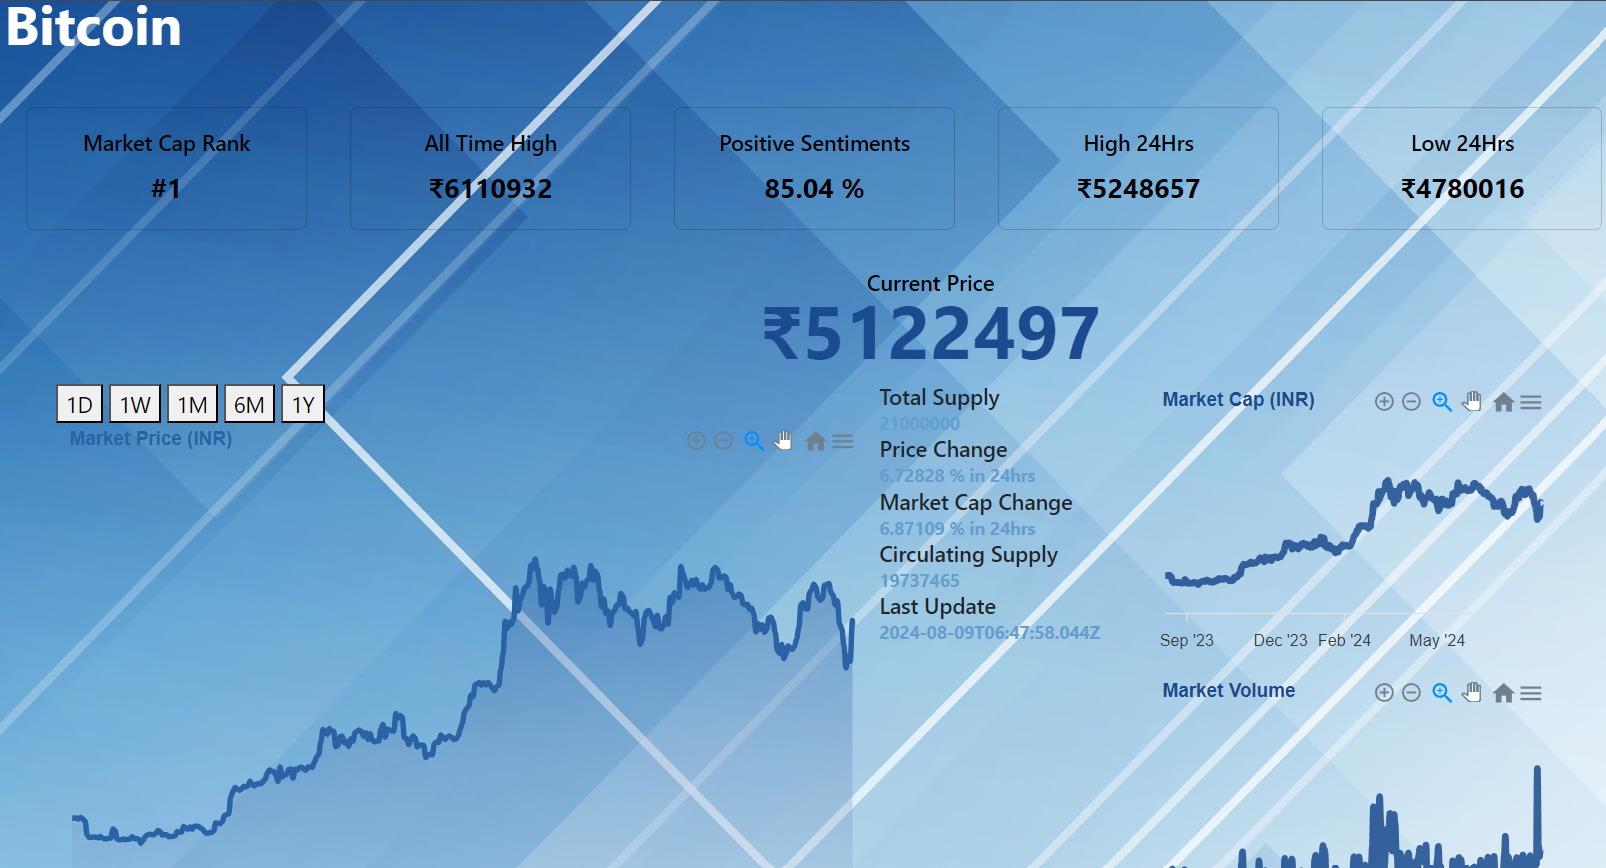 Bitcoin
Market Cap Rank
#1
All Time High
₹6110932
Positive Sentiments
85.04 %
High 24Hrs
₹5248657
Low 24Hrs
₹4780016
Current Price
₹5122497
1D 1W 1M 6M 1Y
Market Price (INR)
Total Supply
21000000
Price Change
6.72828 % in 24hrs
Market Cap Change
6.87109 % in 24hrs
Circulating Supply
19737465
Last Update
2024-08-09T06:47:58.044Z
Market Cap (INR)
Sep '23 Dec '23 Feb '24 May '24
Market Volume